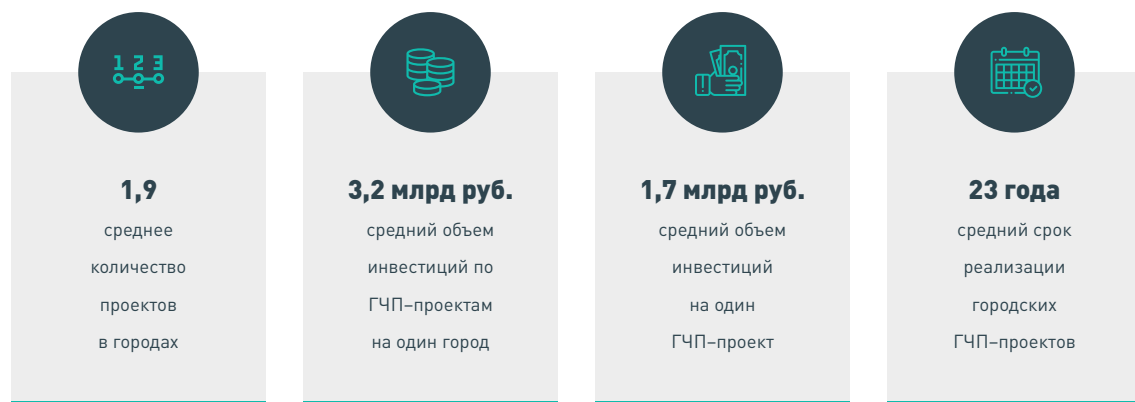 1 2 3
1,9
среднее
количество
проектов
в городах
3,2 млрд руб.
средний объем
инвестиций по
ГЧП–проектам
на один город
1,7 млрд руб.
средний объем
инвестиций
на один
ГЧП–проект
23 года
средний срок
реализации
городских
ГЧП–проектов